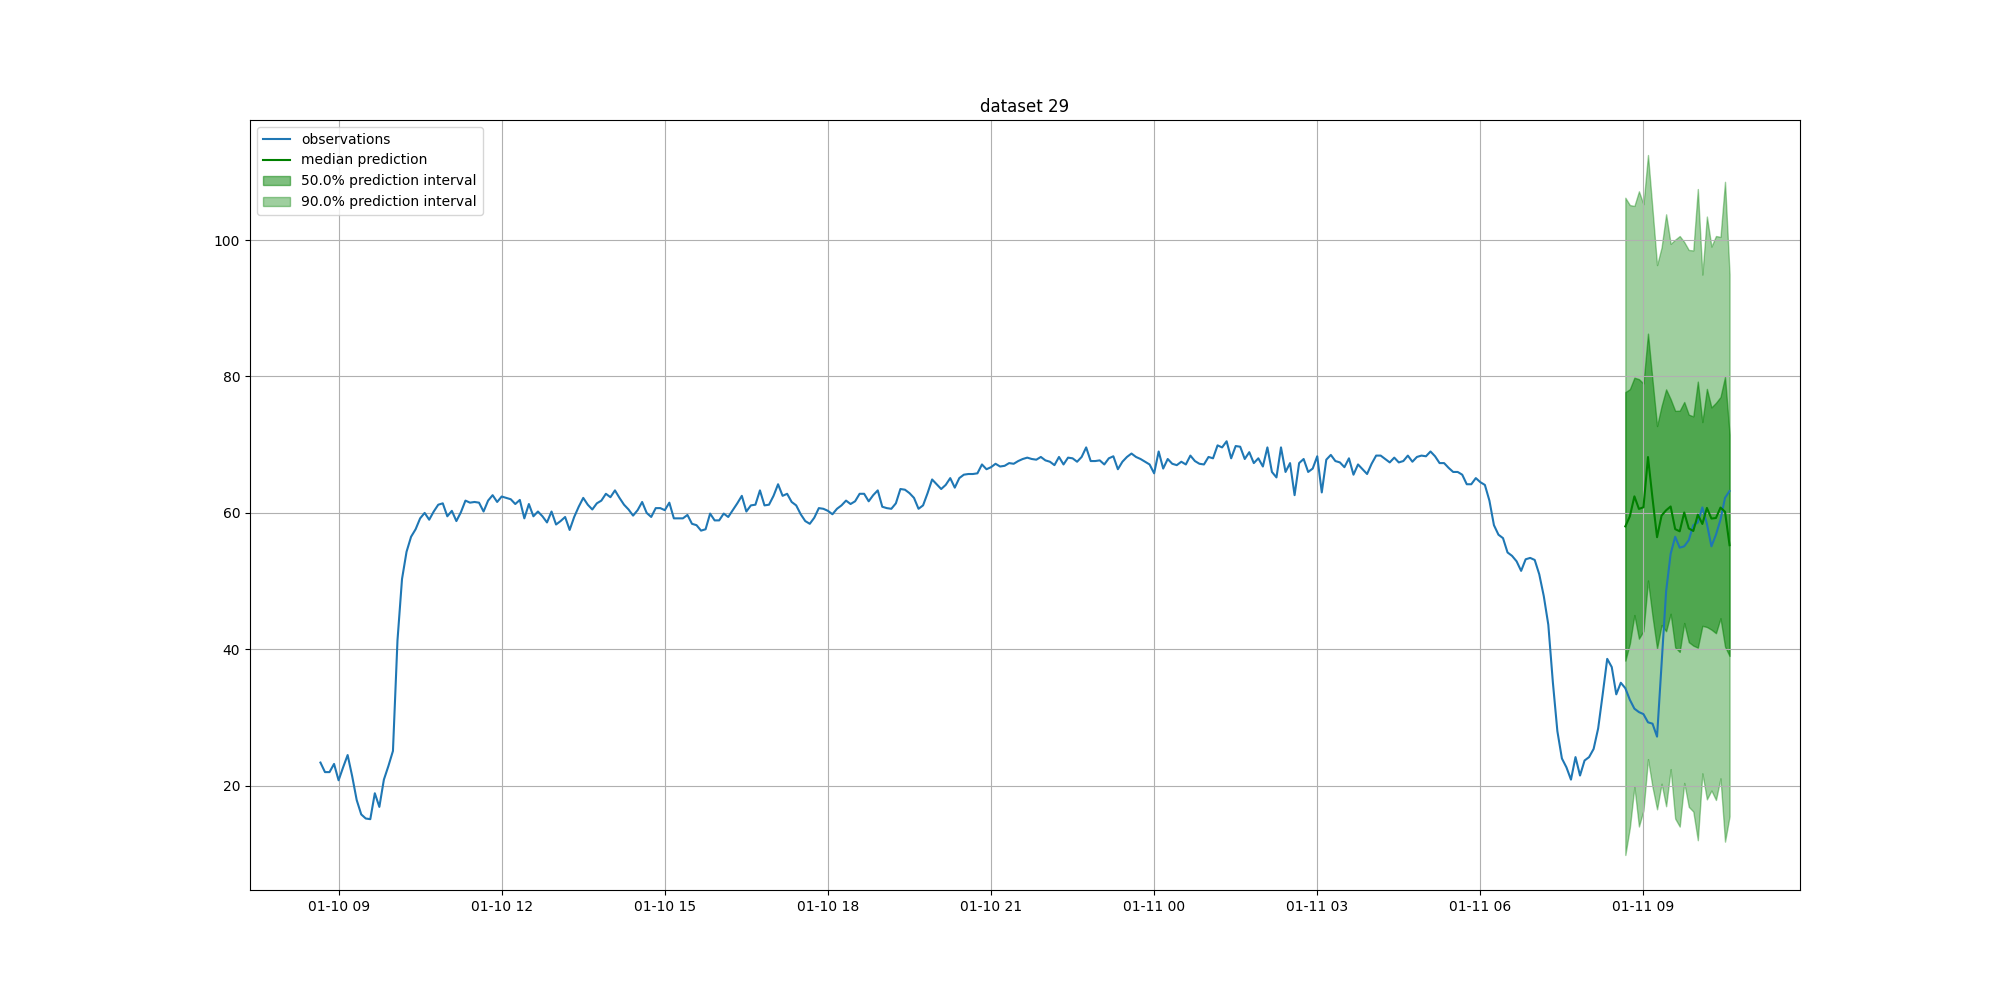 dataset 29
observations
median prediction
50.0% prediction interval
90.0% prediction interval
100
80
60
40
20
01-10 09
01-10 12
01-10 15
01-10 18
01-10 21
01-11 00
01-11 03
01-11 06
01-11 09